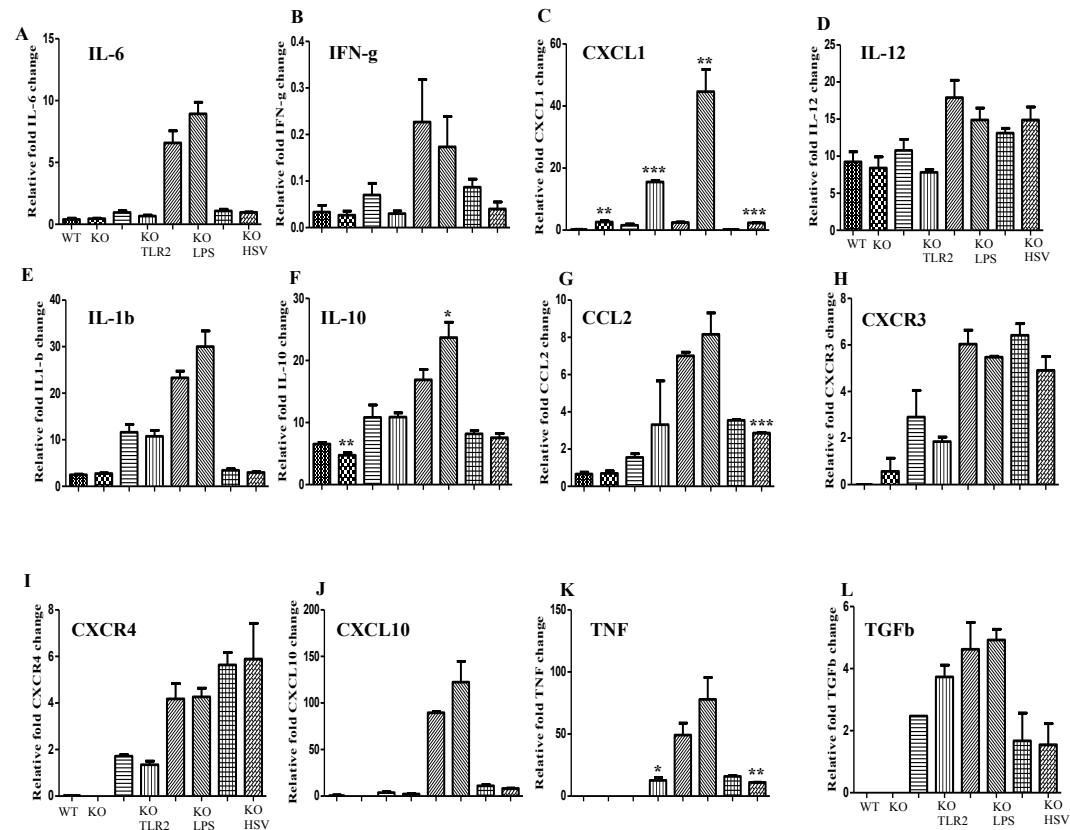 A
IL-6
Relative fold IL-6 change
15
10
5
0
WT KO KO KO KO
TLR2 LPS HSV
B
IFN-g
Relative fold IFN-g change
0.4
0.3
0.2
0.1
0.0
C
CXCL1
Relative fold CXCL1 change
60
40
20
0
**
***
**
***
D
IL-12
Relative fold IL-12 change
30
25
20
15
10
5
0
WT KO KO KO KO
TLR2 LPS HSV
E
IL-1b
Relative fold IL1-b change
40
30
20
10
0
F
IL-10
Relative fold IL-10 change
30
20
10
0
**
*
G
CCL2
Relative fold CCL2 change
10
8
6
4
2
0
***
H
CXCR3
Relative fold CXCR3 change
8
6
4
2
0
I
CXCR4
Relative fold CXCR4 change
8
6
4
2
0
WT KO KO KO KO
TLR2 LPS HSV
J
CXCL10
Relative fold CXCL10 change
200
150
100
50
0
K
TNF
Relative fold TNF change
150
100
50
0
*
**
L
TGFb
Relative fold TGFb change
6
4
2
0
WT KO KO KO KO
TLR2 LPS HSV